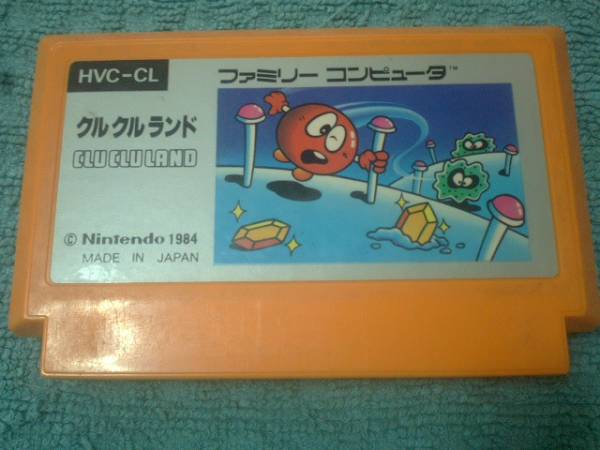 HVC-CL
ファミリー コンピュータ™
クルクルランド
CLU CLU LAND
© Nintendo 1984
MADE IN JAPAN